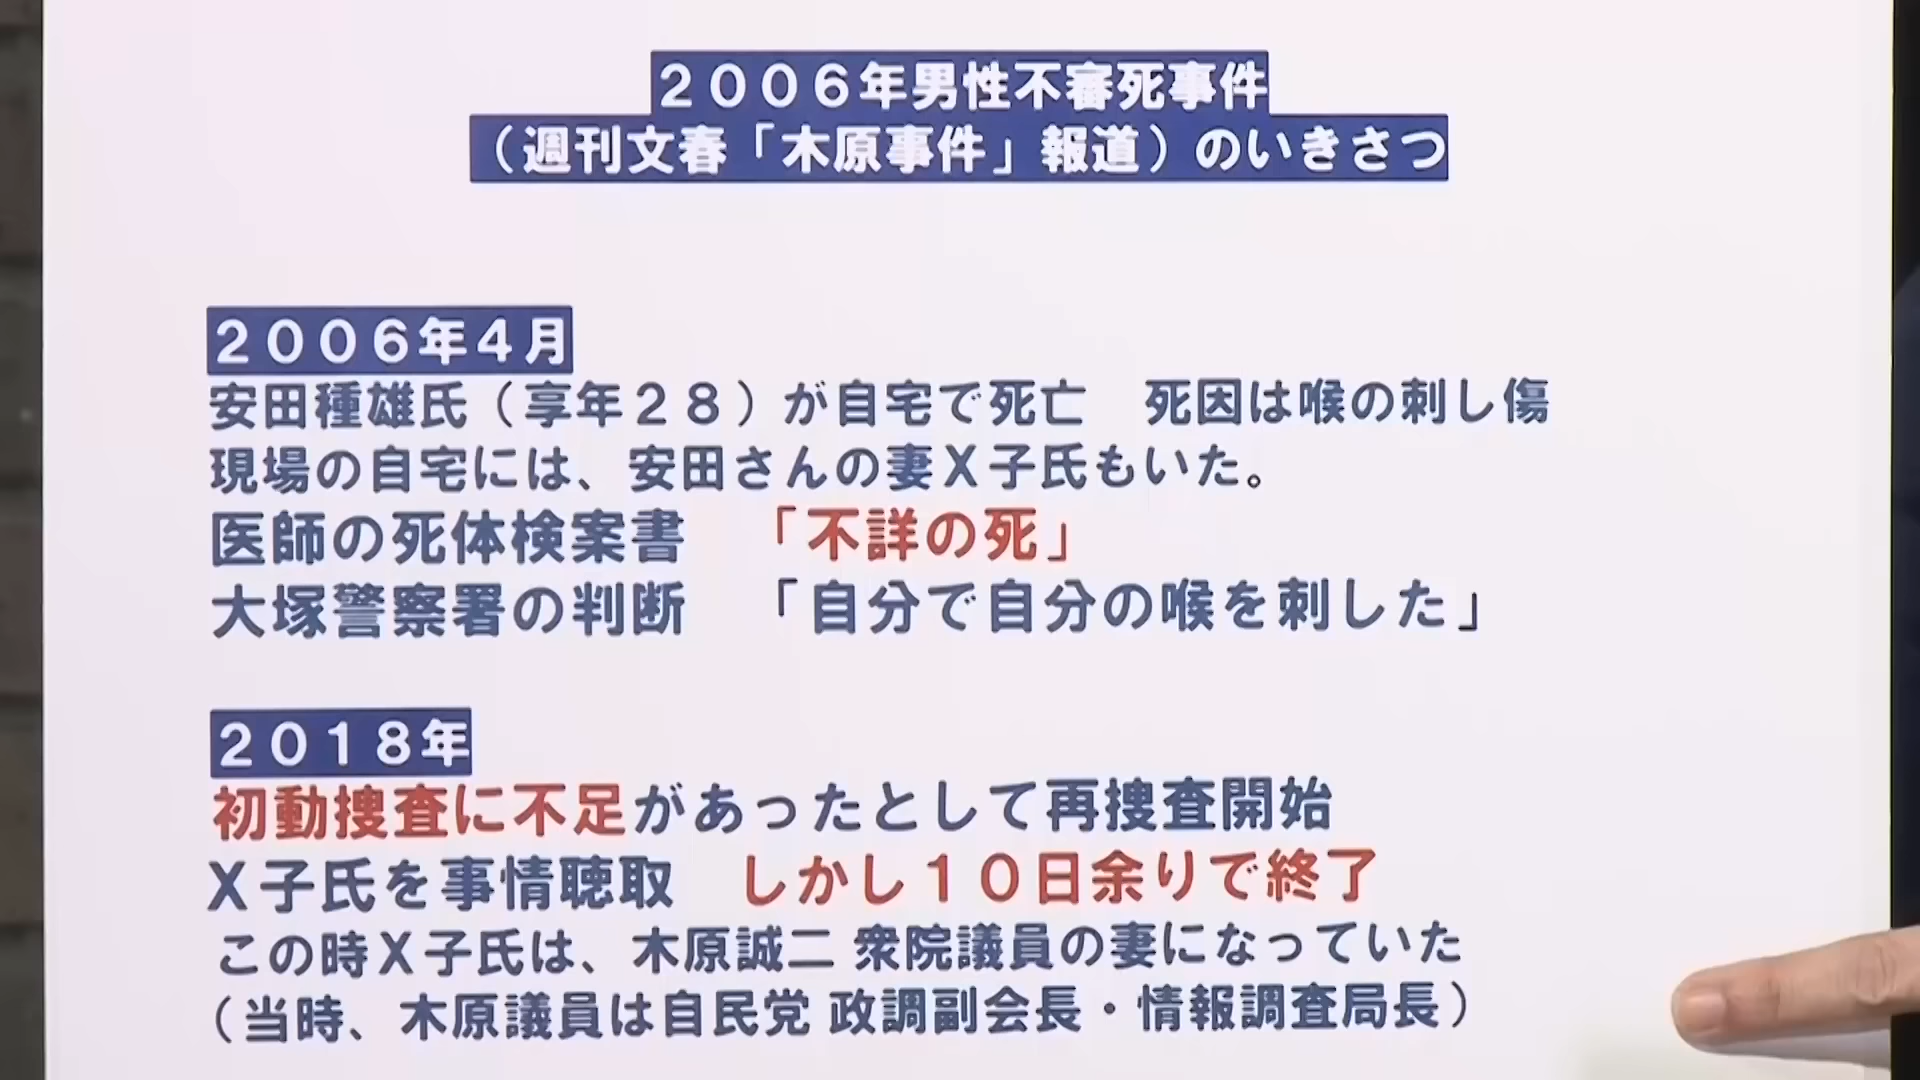 ２００６年男性不審死事件
（週刊文春「木原事件」報道）のいきさつ
２００６年４月
安田種雄氏（享年２８）が自宅で死亡　死因は喉の刺し傷
現場の自宅には、安田さんの妻Ｘ子氏もいた。
医師の死体検案書　「不詳の死」
大塚警察署の判断　「自分で自分の喉を刺した」
２０１８年
初動捜査に不足があったとして再捜査開始
Ｘ子氏を事情聴取　しかし１０日余りで終了
この時Ｘ子氏は、木原誠二 衆院議員の妻になっていた
（当時、木原議員は自民党 政調副会長・情報調査局長）